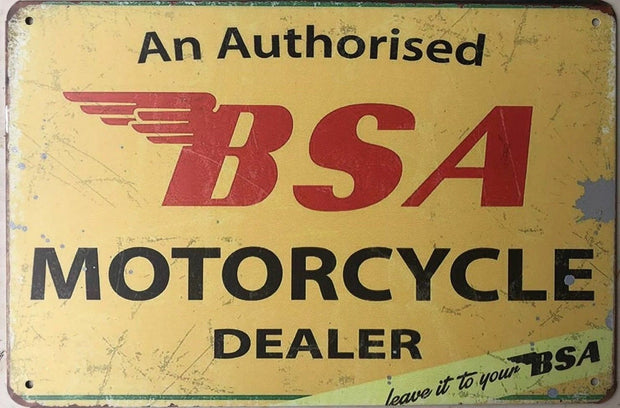 An Authorised
BSA
MOTORCYCLE
DEALER
leave it to your BSA